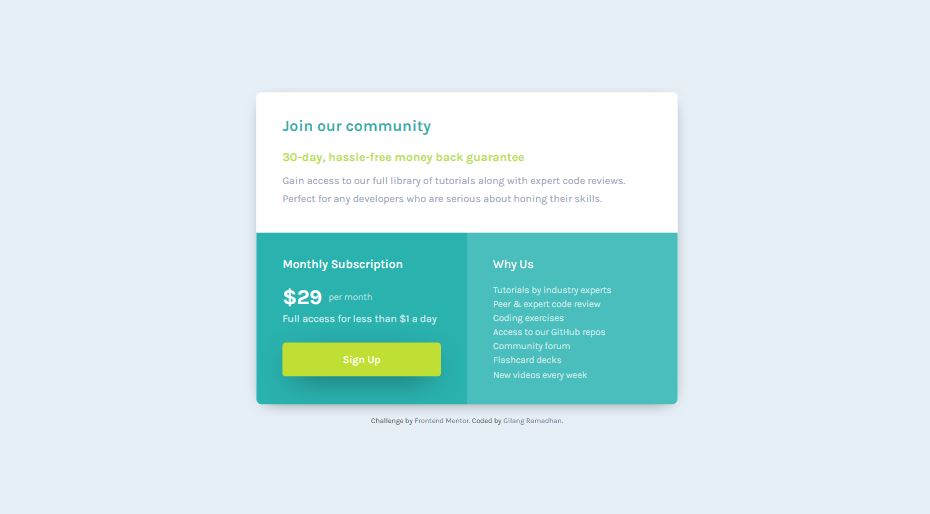 Join our community
30-day, hassle-free money back guarantee
Gain access to our full library of tutorials along with expert code reviews.
Perfect for any developers who are serious about honing their skills.
Monthly Subscription
$29 per month
Full access for less than $1 a day
Sign Up
Why Us
Tutorials by industry experts
Peer & expert code review
Coding exercises
Access to our GitHub repos
Community forum
Flashcard decks
New videos every week
Challenge by Frontend Mentor. Coded by Gilang Ramadhan.